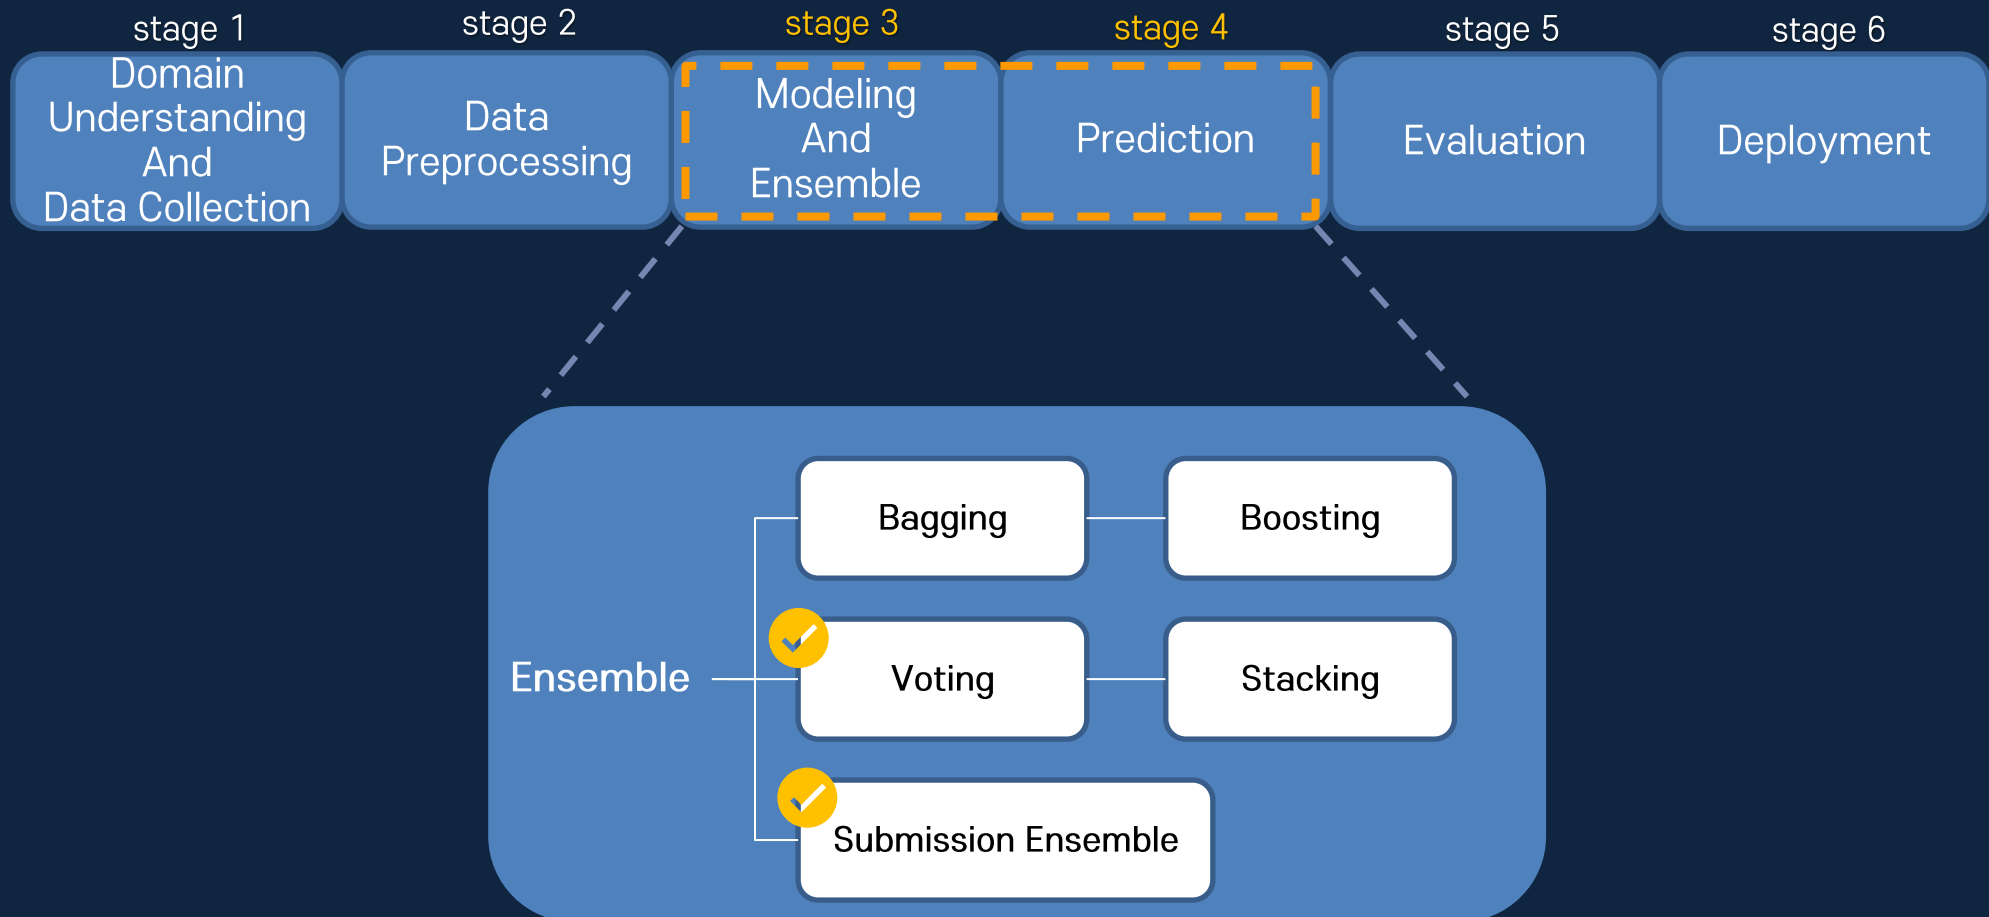 stage 1
stage 2
stage 3
stage 4
stage 5
stage 6
Domain
Understanding
And
Data Collection
Data
Preprocessing
Modeling
And
Ensemble
Prediction
Evaluation
Deployment
Ensemble
Bagging
Boosting
Voting
Stacking
Submission Ensemble